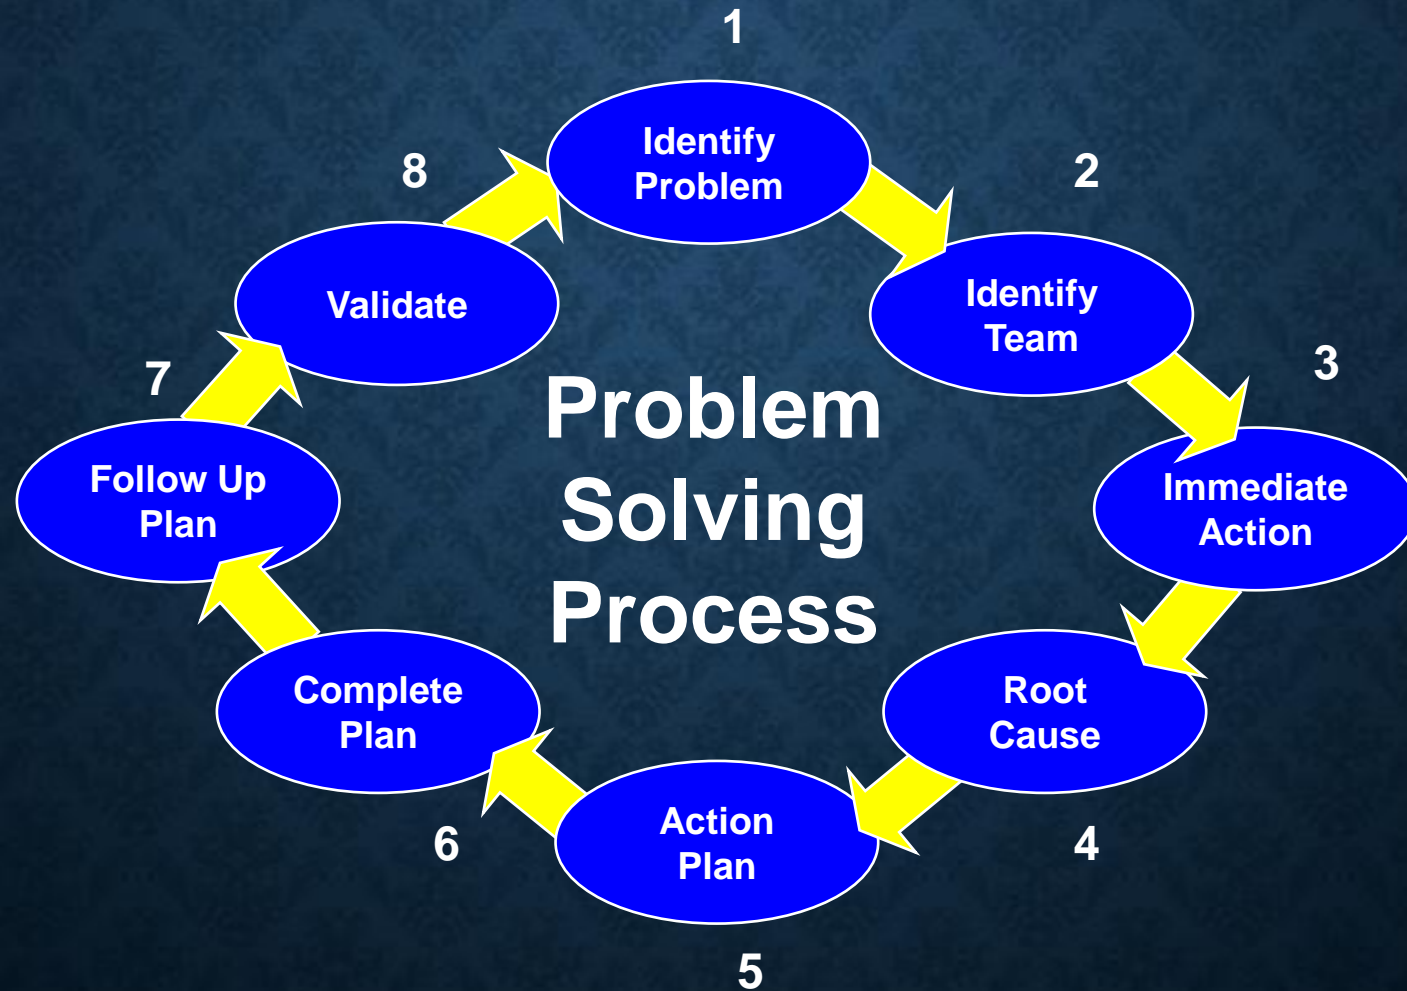 1
Identify
Problem
2
Identify
Team
3
Immediate
Action
4
Root
Cause
5
Action
Plan
6
Complete
Plan
7
Follow Up
Plan
8
Validate
Problem
Solving
Process